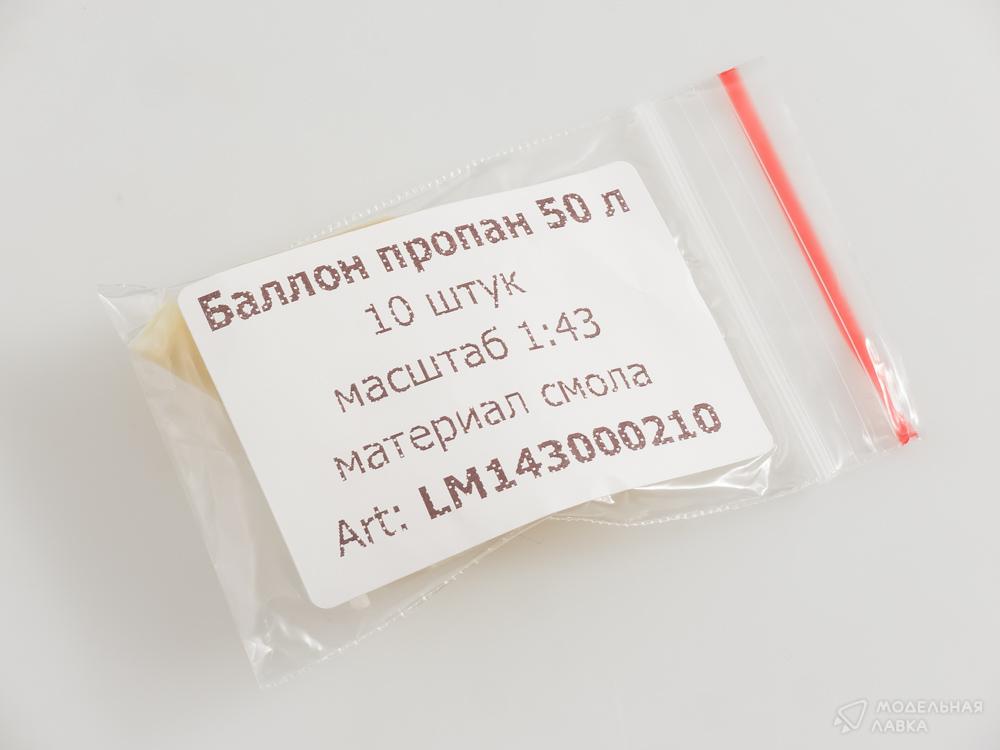 Баллон пропан 50 л
10 штук
масштаб 1:43
материал смола
Art: LM143000210
МОДЕЛЬНАЯ
ЛАВКА